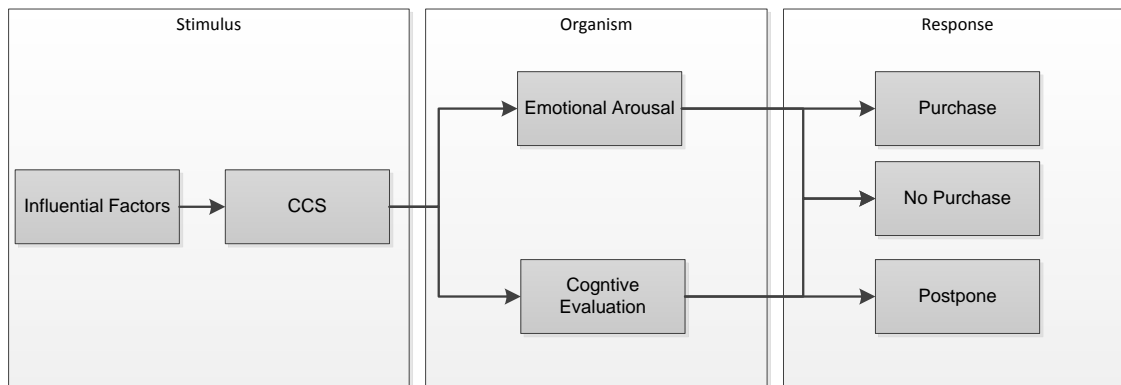 Stimulus
Organism
Response
Influential Factors
CCS
Emotional Arousal
Cogntive
Evaluation
Purchase
No Purchase
Postpone